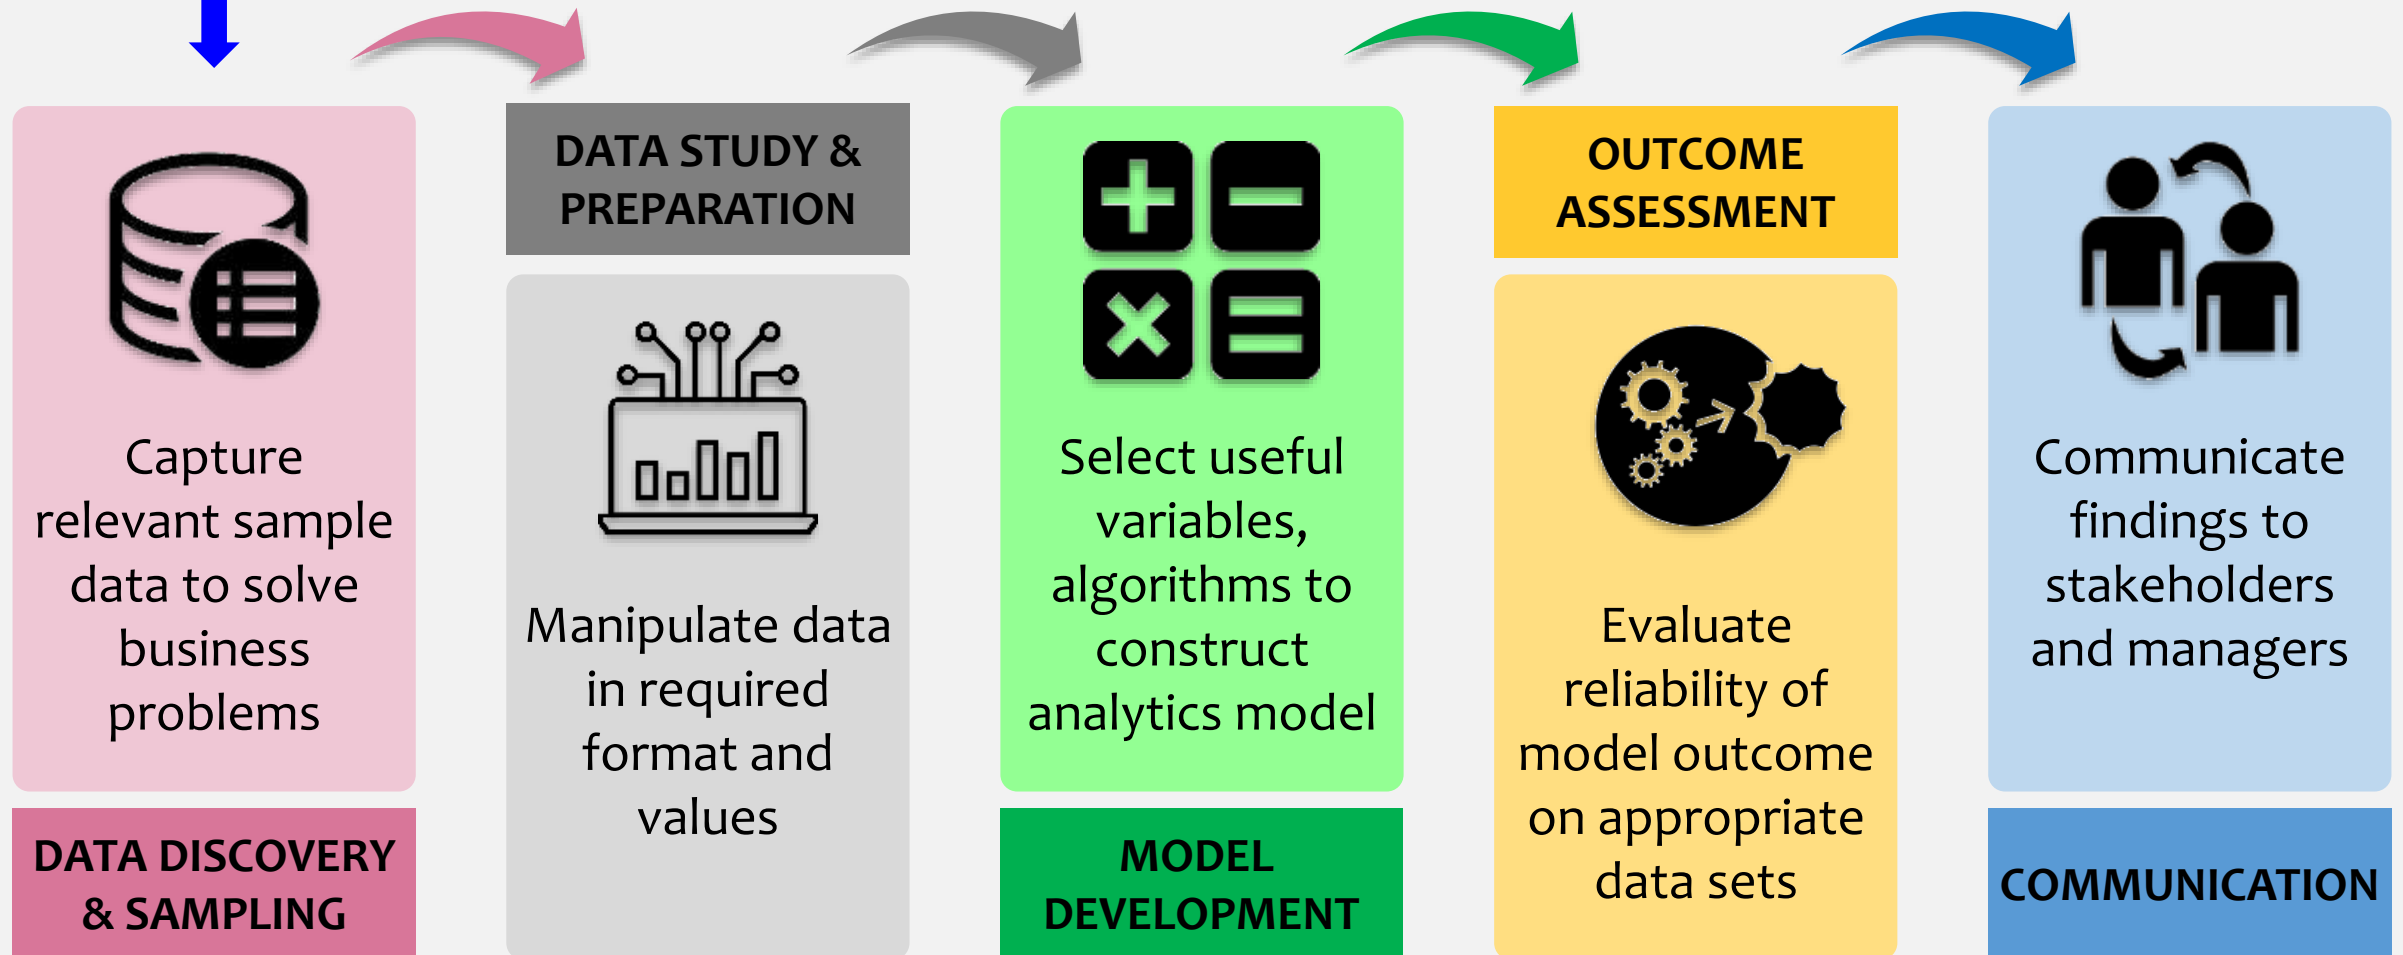 Capture
relevant sample
data to solve
business
problems
DATA DISCOVERY
& SAMPLING
DATA STUDY &
PREPARATION
Manipulate data
in required
format and
values
Select useful
variables,
algorithms to
construct
analytics model
MODEL
DEVELOPMENT
OUTCOME
ASSESSMENT
Evaluate
reliability of
model outcome
on appropriate
data sets
Communicate
findings to
stakeholders
and managers
COMMUNICATION